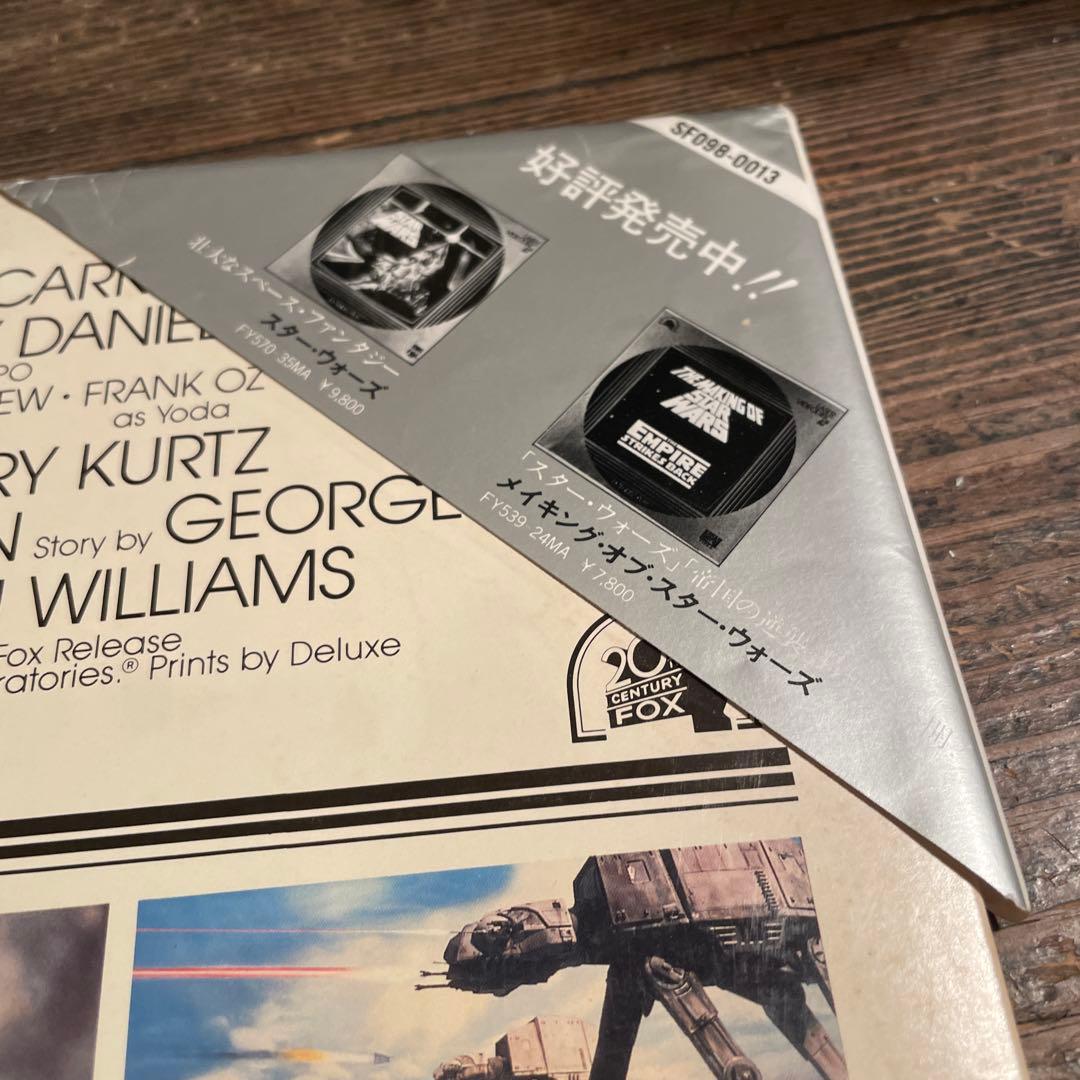 SF098-0013
好評発売中!!
STAR WARS
壮大なスペース・ファンタジー
スター・ウォーズ
FY570-35MA ¥9,800
THE MAKING OF
STAR
WARS
THE
EMPIRE
STRIKES BACK
「スター・ウォーズ」「帝国の逆襲
メイキング・オブ・スター・ウォーズ
FY539-24MA ¥7,800
CARR
DANIEL
PO
EW • FRANK OZ
as Yoda
RY KURTZ
N Story by GEORGE
WILLIAMS
Fox Release
ratories.® Prints by Deluxe
20
CENTURY
FOX